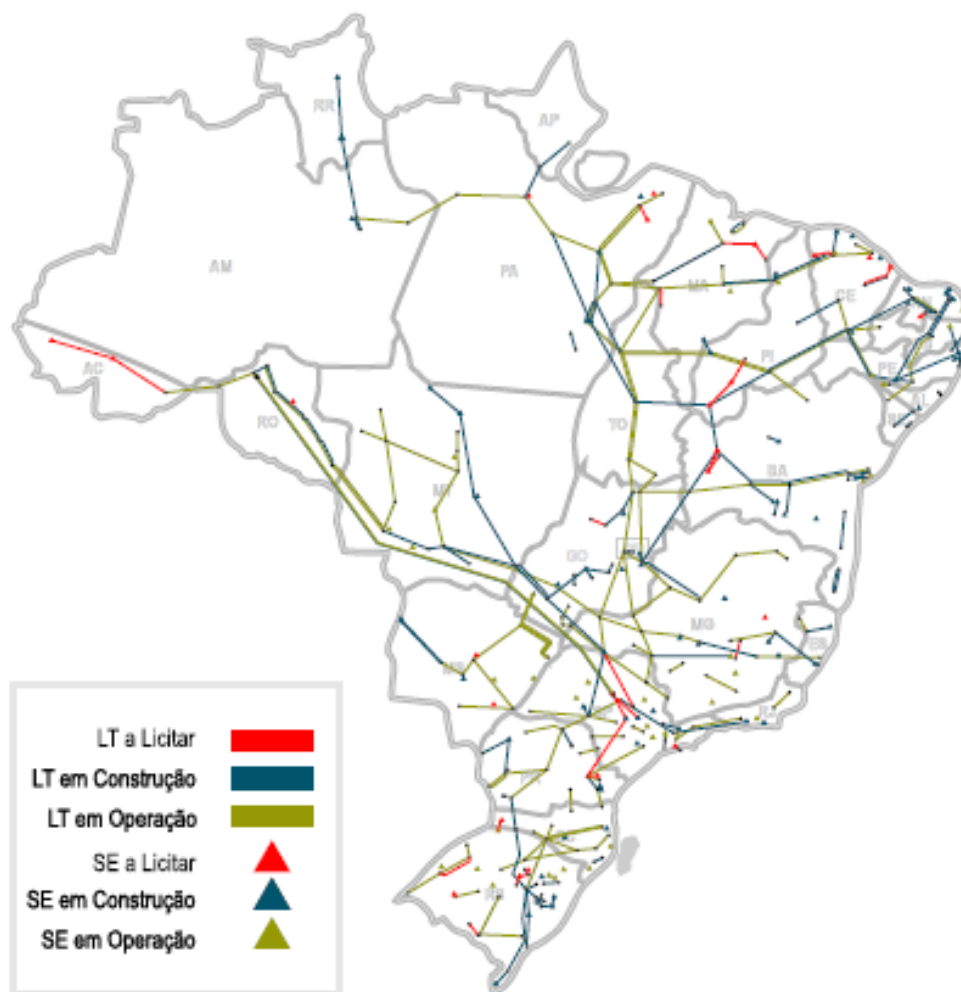 RR
AP
AM
PA
MA
CE
AC
PI
PE
AL
RO
TO
BA
MT
GO
MG
ES
MS
RJ
PR
RS
LT a Licitar
LT em Construção
LT em Operação
SE a Licitar
SE em Construção
SE em Operação